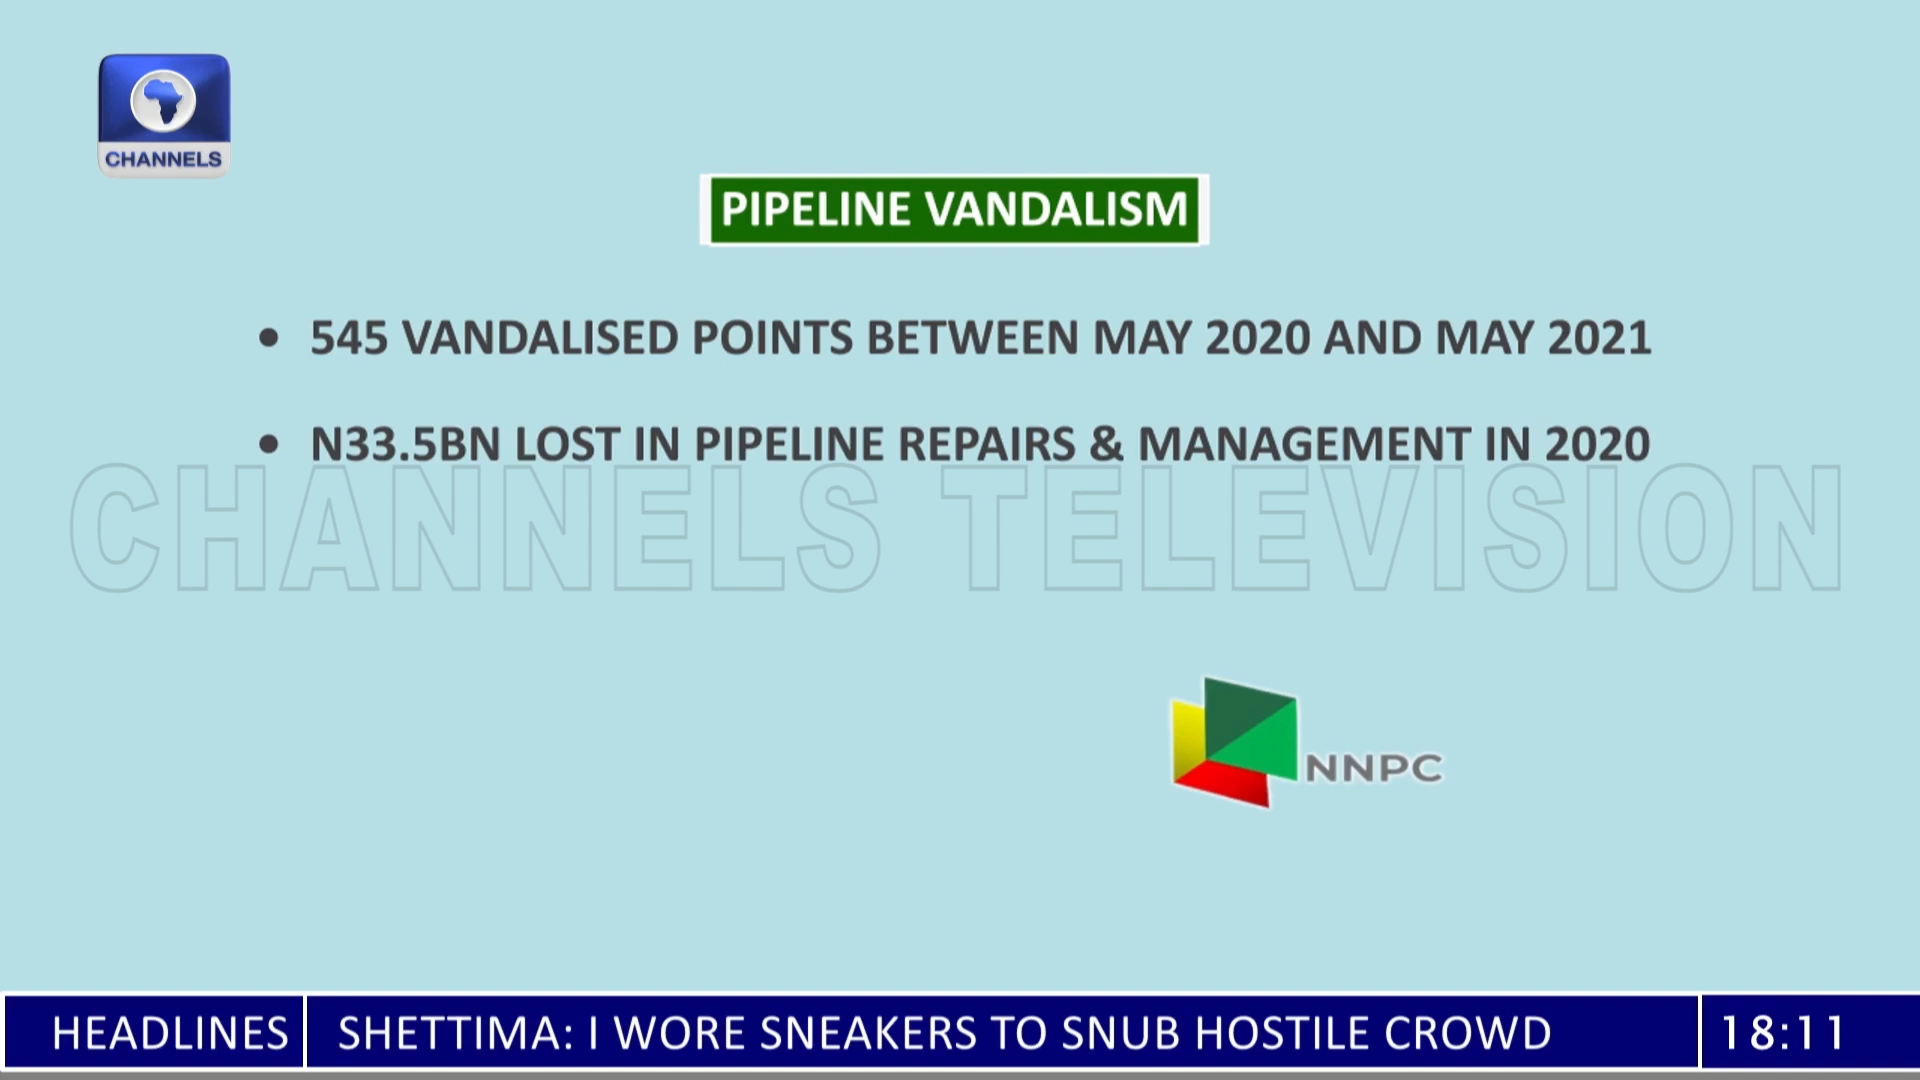 CHANNELS
PIPELINE VANDALISM
• 545 VANDALISED POINTS BETWEEN MAY 2020 AND MAY 2021
• N33.5BN LOST IN PIPELINE REPAIRS & MANAGEMENT IN 2020
CHANNELS TELEVISION
NNPC
HEADLINES SHETTIMA: I WORE SNEAKERS TO SNUB HOSTILE CROWD 18:11